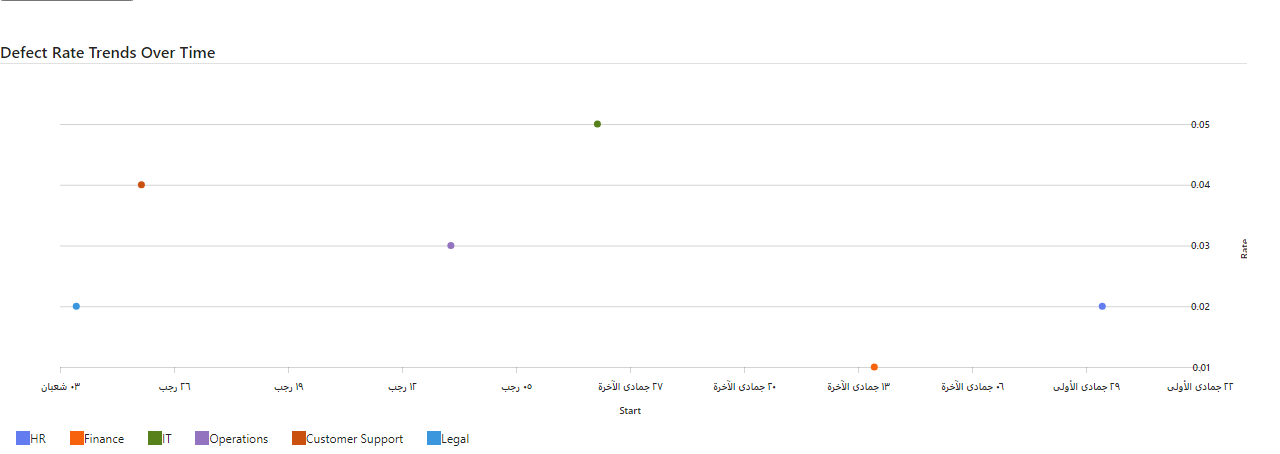 Defect Rate Trends Over Time
0.05
0.04
0.03
0.02
0.01
Rate
٢٢ جمادى الأولى
٢٩ جمادى الأولى
٠٦ جمادى الآخرة
١٣ جمادى الآخرة
٢٠ جمادى الآخرة
٢٧ جمادى الآخرة
٠٥ رجب
١٢ رجب
١٩ رجب
٢٦ رجب
٠٣ شعبان
Start
HR Finance IT Operations Customer Support Legal